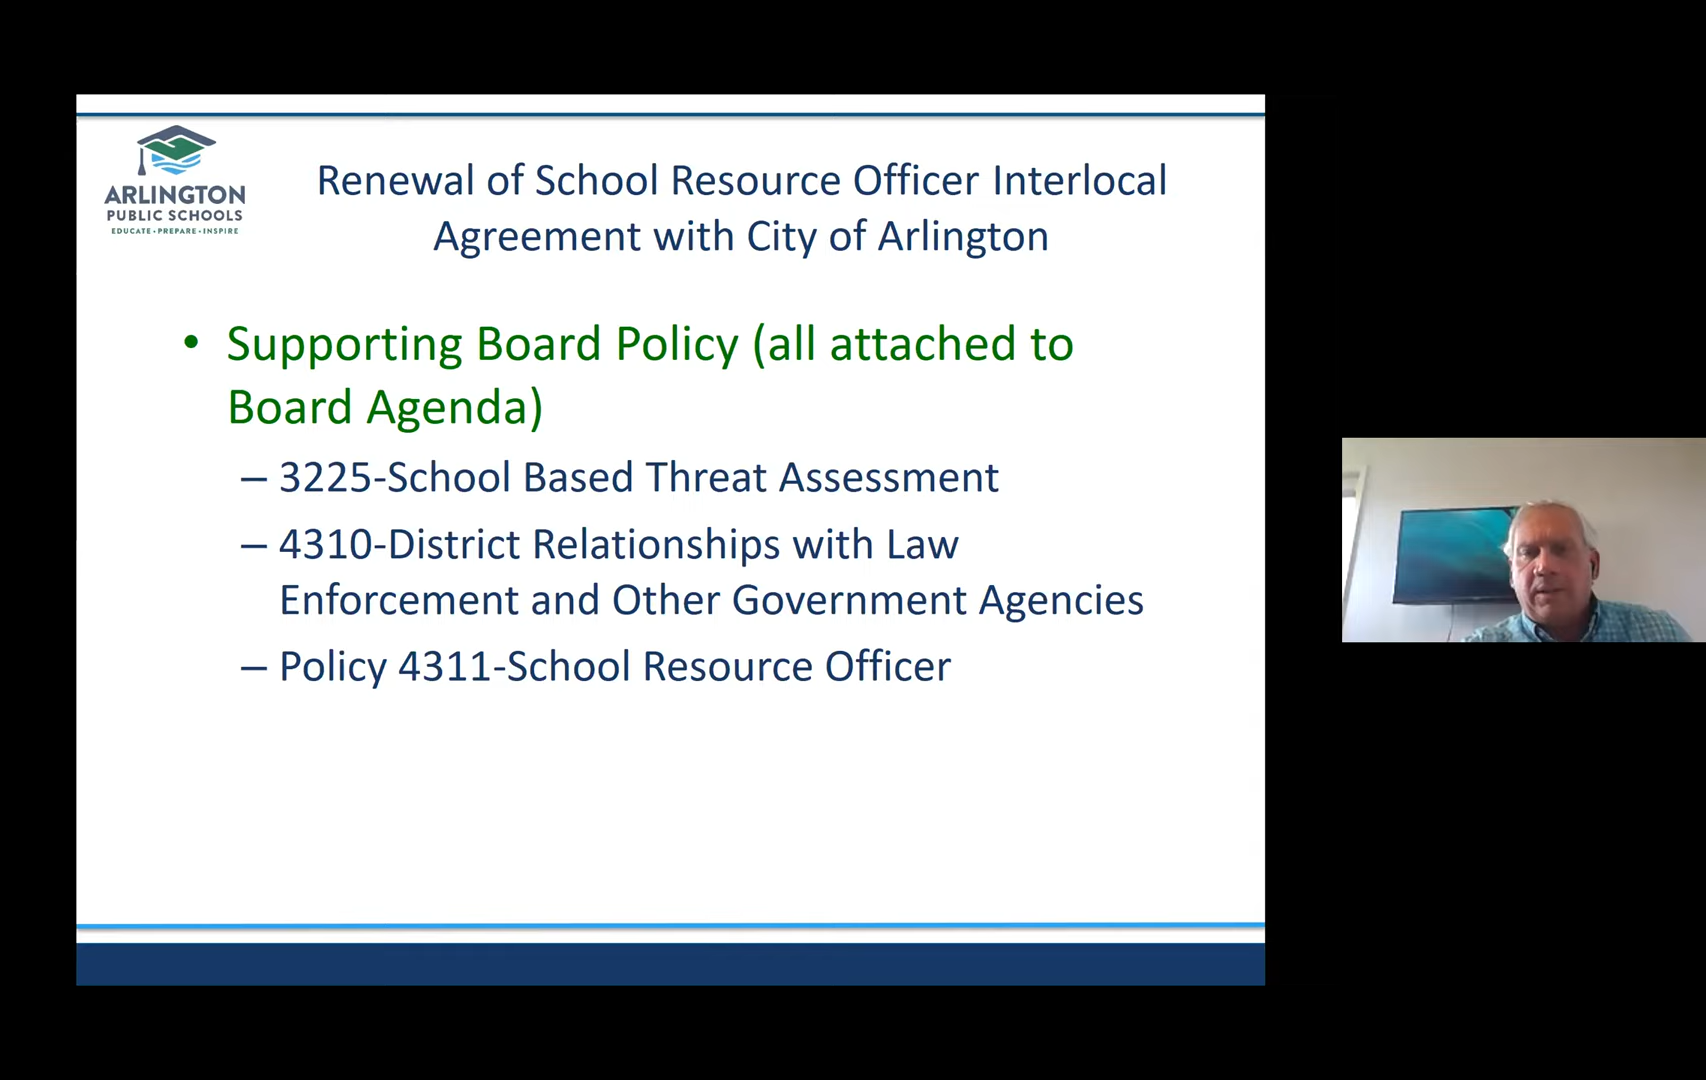 ARLINGTON
PUBLIC SCHOOLS
EDUCATE • PREPARE • INSPIRE
Renewal of School Resource Officer Interlocal
Agreement with City of Arlington
• Supporting Board Policy (all attached to
Board Agenda)
– 3225-School Based Threat Assessment
– 4310-District Relationships with Law
Enforcement and Other Government Agencies
– Policy 4311-School Resource Officer